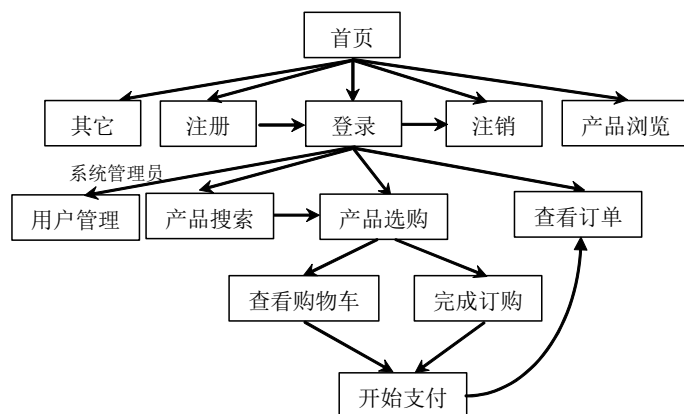 首页
其它
注册
登录
注销
产品浏览
系统管理员
用户管理
产品搜索
产品选购
查看订单
查看购物车
完成订购
开始支付